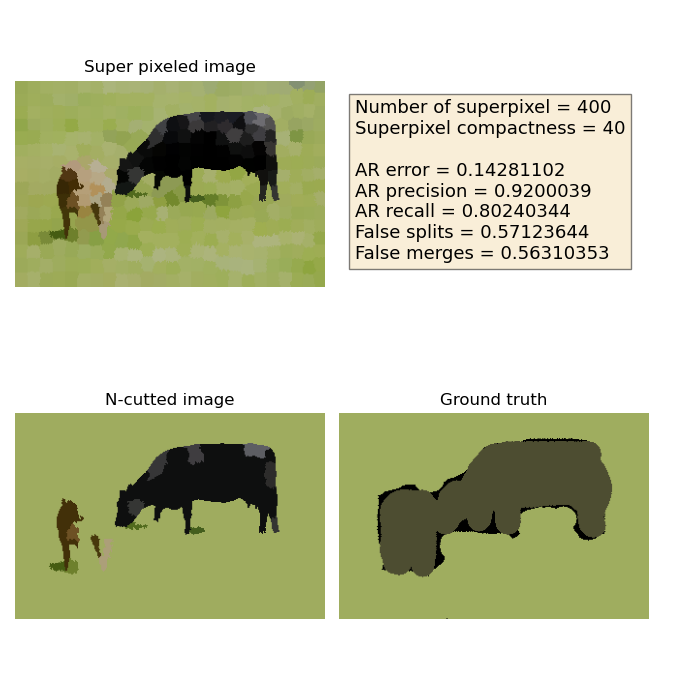 Super pixeled image
Number of superpixel = 400
Superpixel compactness = 40
AR error = 0.14281102
AR precision = 0.9200039
AR recall = 0.80240344
False splits = 0.57123644
False merges = 0.56310353
N-cutted image
Ground truth